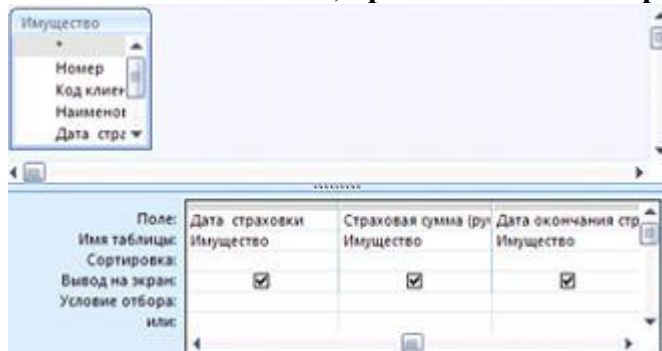 Имущество
*
Номер
Код клиен
Наименов
Дата стра
Поле: Дата страховки Страховая сумма (ру Дата окончания стр
Имя таблицы: Имущество Имущество Имущество
Сортировка:
Вывод на экран:
Условие отбора:
или: